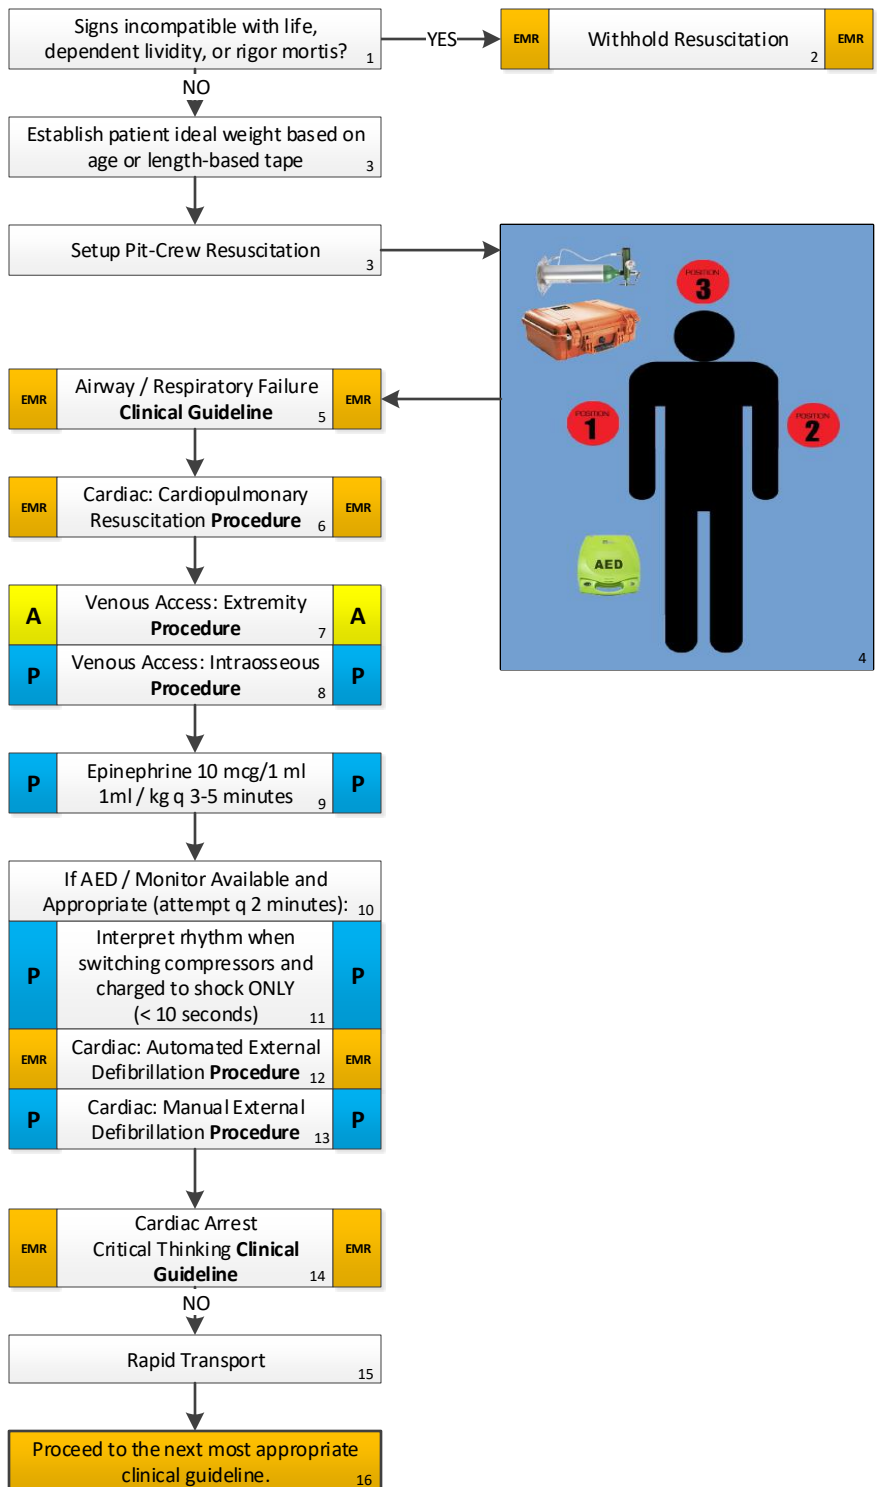 Signs incompatible with life,
dependent lividity, or rigor mortis?
1
YES
EMR
Withhold Resuscitation
2
EMR
NO
Establish patient ideal weight based on
age or length-based tape
3
Setup Pit-Crew Resuscitation
3
POSITION
3
POSITION
1
POSITION
2
AED
4
EMR
Airway / Respiratory Failure
Clinical Guideline
5
EMR
EMR
Cardiac: Cardiopulmonary
Resuscitation Procedure
6
EMR
A
Venous Access: Extremity
Procedure
7
A
P
Venous Access: Intraosseous
Procedure
8
P
P
Epinephrine 10 mcg/1 ml
1ml / kg q 3-5 minutes
9
P
If AED / Monitor Available and
Appropriate (attempt q 2 minutes):
10
P
Interpret rhythm when
switching compressors and
charged to shock ONLY
(< 10 seconds)
11
P
EMR
Cardiac: Automated External
Defibrillation Procedure
12
EMR
P
Cardiac: Manual External
Defibrillation Procedure
13
P
EMR
Cardiac Arrest
Critical Thinking Clinical
Guideline
14
EMR
NO
Rapid Transport
15
Proceed to the next most appropriate
clinical guideline.
16